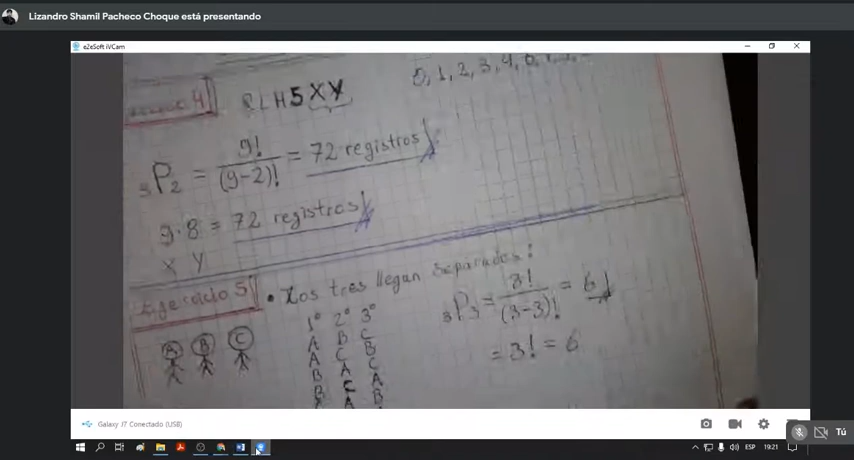 Lizandro Shamil Pacheco Choque está presentando
e2eSoft iVCam
4
5XY
0, 1, 2, 3, 4,
₉P₂ = 9! / (9-2)! = 72 registros
9·8 = 72 registros
X Y
Ejercicio 5
• Los tres llegan separados:
1° 2° 3°
A B C
A C B
B A C
B C A
A B
A B C
₃P₃ = 3! / (3-3)! = 6
= 3! = 6
Galaxy J7 Conectado (USB)
Tú
ESP
19:21